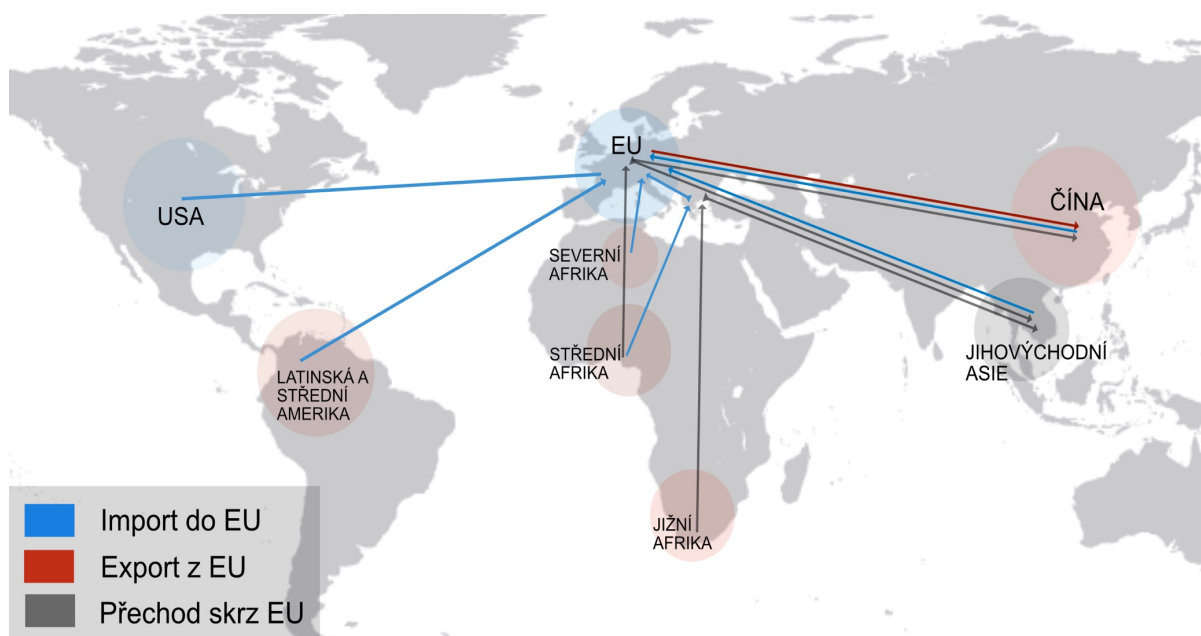 EU
USA
ČÍNA
SEVERNÍ
AFRIKA
STŘEDNÍ
AFRIKA
JIHOVÝCHODNÍ
ASIE
LATINSKÁ A
STŘEDNÍ
AMERIKA
JIŽNÍ
AFRIKA
Import do EU
Export z EU
Přechod skrz EU